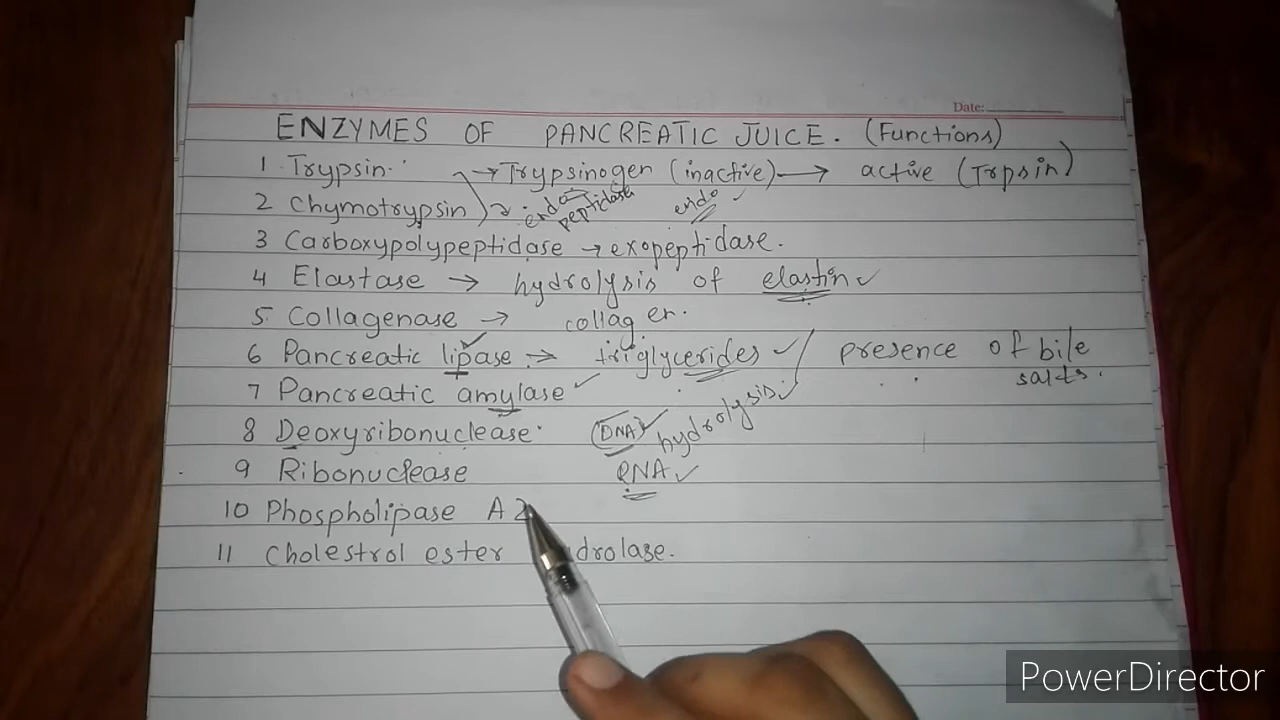 Date:
ENZYMES OF PANCREATIC JUICE. (Functions)
1 Trypsin. → Trypsinogen (inactive) → active (Trpsin)
2 Chymotrypsin → endo peptidase endo ✓
3 Carboxypolypeptidase → exopeptidase.
4 Elastase → hydrolysis of elastin ✓
5. Collagenase → collagen.
6 Pancreatic lipase → triglycerides ✓ / presence of bile salts.
7 Pancreatic amylase ✓ hydrolysis ✓
8 Deoxyribonuclease DNA ✓
9 Ribonuclease RNA ✓
10 Phospholipase A2
11 Cholestrol ester drolase.
PowerDirector